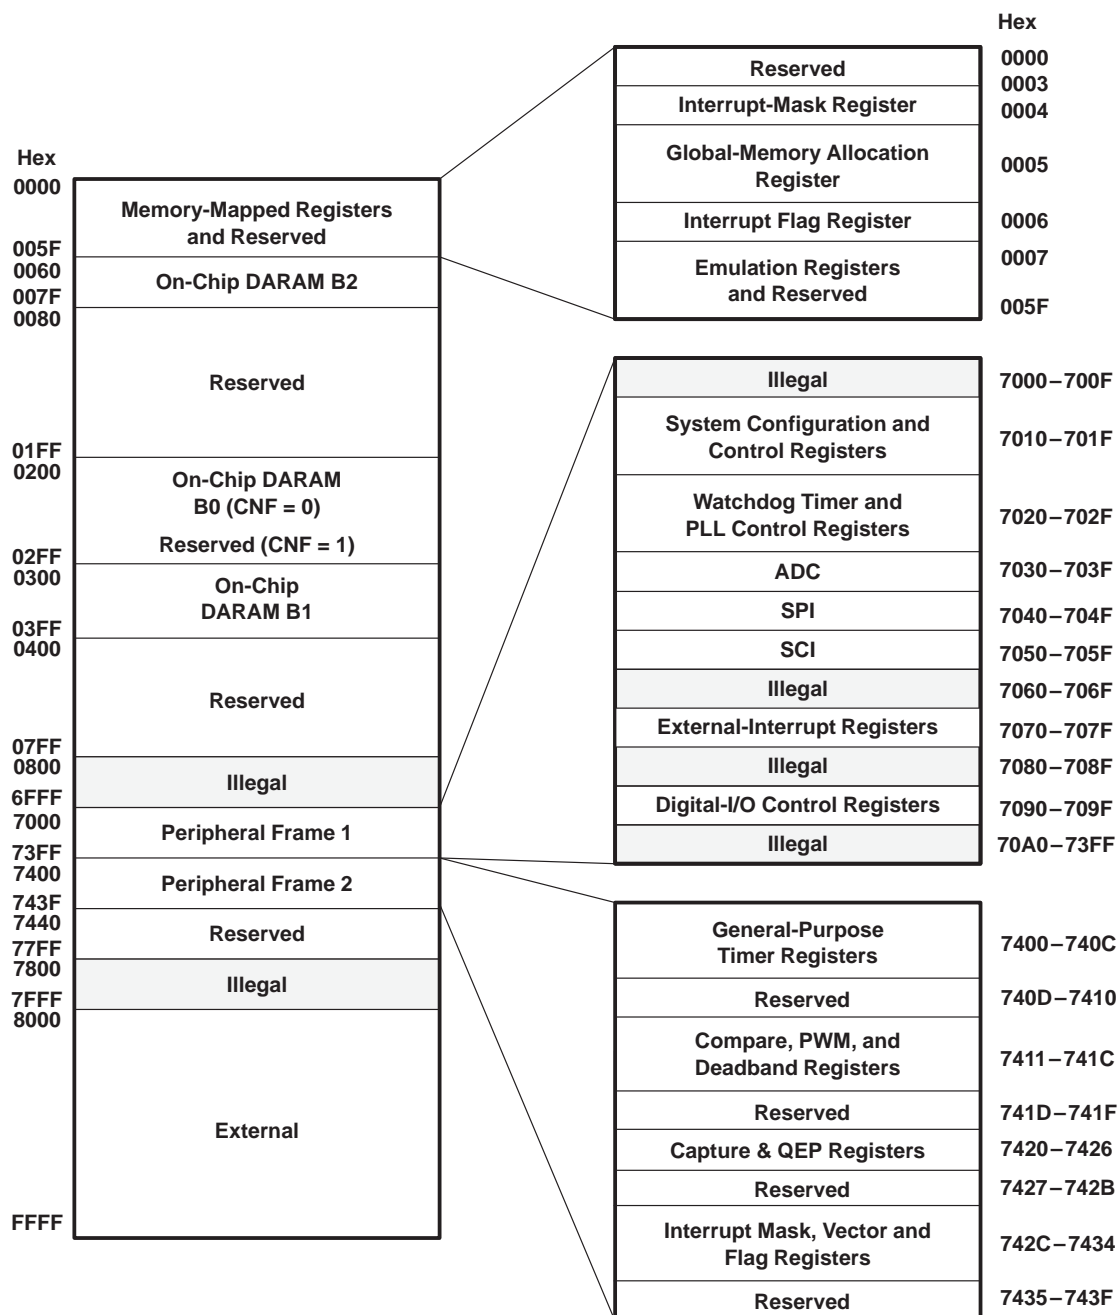 Hex
0000
Memory-Mapped Registers
and Reserved
005F
0060
On-Chip DARAM B2
007F
0080
Reserved
01FF
0200
On-Chip DARAM
B0 (CNF = 0)
Reserved (CNF = 1)
02FF
0300
On-Chip
DARAM B1
03FF
0400
Reserved
07FF
0800
Illegal
6FFF
7000
Peripheral Frame 1
73FF
7400
Peripheral Frame 2
743F
7440
Reserved
77FF
7800
Illegal
7FFF
8000
External
FFFF
Hex
Reserved
0000
0003
Interrupt-Mask Register
0004
Global-Memory Allocation
Register
0005
Interrupt Flag Register
0006
Emulation Registers
and Reserved
0007
005F
Illegal
7000–700F
System Configuration and
Control Registers
7010–701F
Watchdog Timer and
PLL Control Registers
7020–702F
ADC
7030–703F
SPI
7040–704F
SCI
7050–705F
Illegal
7060–706F
External-Interrupt Registers
7070–707F
Illegal
7080–708F
Digital-I/O Control Registers
7090–709F
Illegal
70A0–73FF
General-Purpose
Timer Registers
7400–740C
Reserved
740D–7410
Compare, PWM, and
Deadband Registers
7411–741C
Reserved
741D–741F
Capture & QEP Registers
7420–7426
Reserved
7427–742B
Interrupt Mask, Vector and
Flag Registers
742C–7434
Reserved
7435–743F